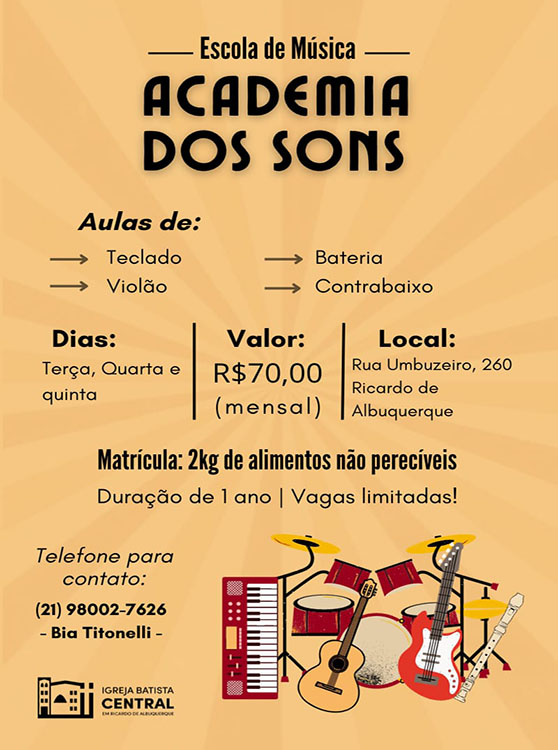 Escola de Música
ACADEMIA
DOS SONS
Aulas de:
Teclado
Violão
Bateria
Contrabaixo
Dias:
Terça, Quarta e
quinta
Valor:
R$70,00
(mensal)
Local:
Rua Umbuzeiro, 260
Ricardo de
Albuquerque
Matrícula: 2kg de alimentos não perecíveis
Duração de 1 ano | Vagas limitadas!
Telefone para
contato:
(21) 98002-7626
- Bia Titonelli -
IGREJA BATISTA
CENTRAL
EM RICARDO DE ALBUQUERQUE